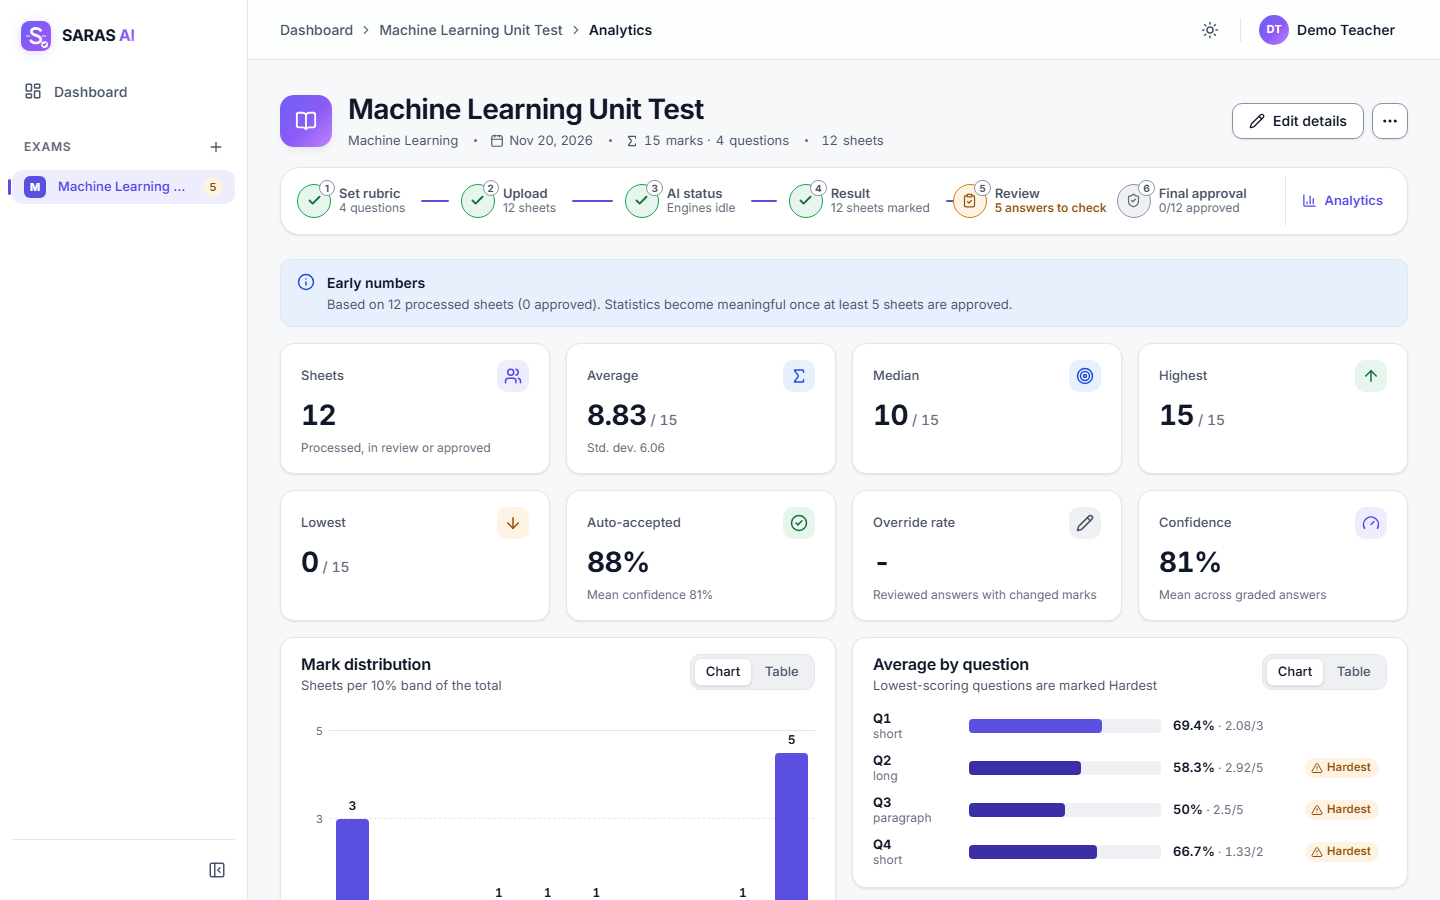 SARAS AI
Dashboard
EXAMS
M Machine Learning ... 5
Dashboard > Machine Learning Unit Test > Analytics
DT Demo Teacher
Machine Learning Unit Test
Machine Learning • Nov 20, 2026 • 15 marks · 4 questions • 12 sheets
Edit details
1 Set rubric
4 questions
2 Upload
12 sheets
3 AI status
Engines idle
4 Result
12 sheets marked
5 Review
5 answers to check
6 Final approval
0/12 approved
Analytics
Early numbers
Based on 12 processed sheets (0 approved). Statistics become meaningful once at least 5 sheets are approved.
Sheets
12
Processed, in review or approved
Average
8.83 / 15
Std. dev. 6.06
Median
10 / 15
Highest
15 / 15
Lowest
0 / 15
Auto-accepted
88%
Mean confidence 81%
Override rate
-
Reviewed answers with changed marks
Confidence
81%
Mean across graded answers
Mark distribution
Sheets per 10% band of the total
Chart Table
5
5
3
3
1 1 1 1
Average by question
Lowest-scoring questions are marked Hardest
Chart Table
Q1
short
69.4% · 2.08/3
Q2
long
58.3% · 2.92/5 Hardest
Q3
paragraph
50% · 2.5/5 Hardest
Q4
short
66.7% · 1.33/2 Hardest